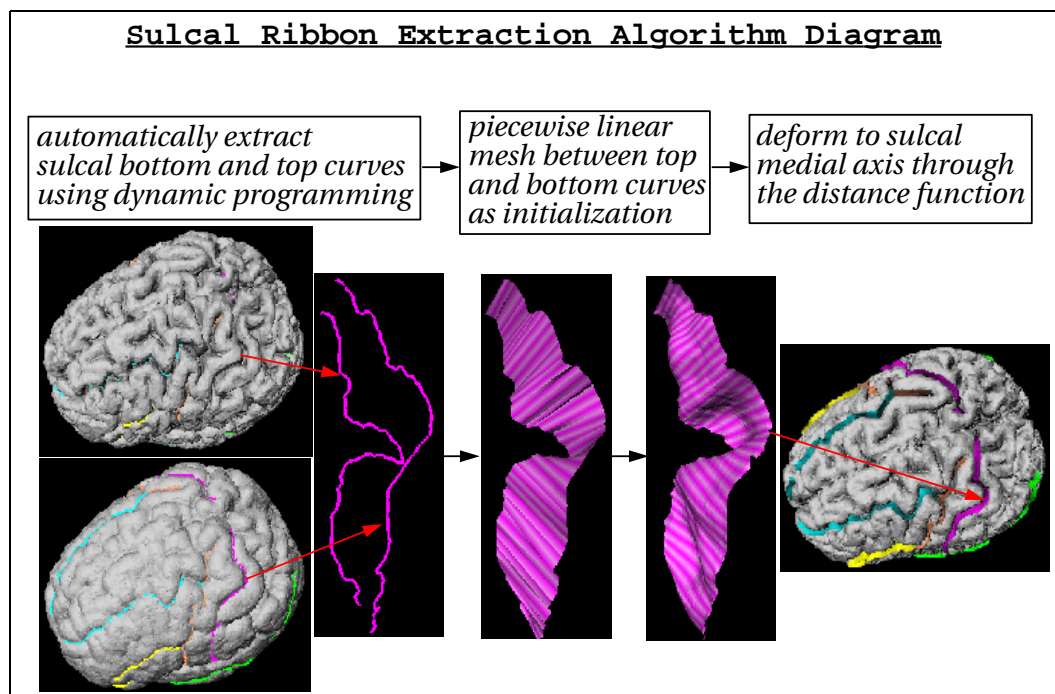 Sulcal Ribbon Extraction Algorithm Diagram
automatically extract
sulcal bottom and top curves
using dynamic programming
piecewise linear
mesh between top
and bottom curves
as initialization
deform to sulcal
medial axis through
the distance function